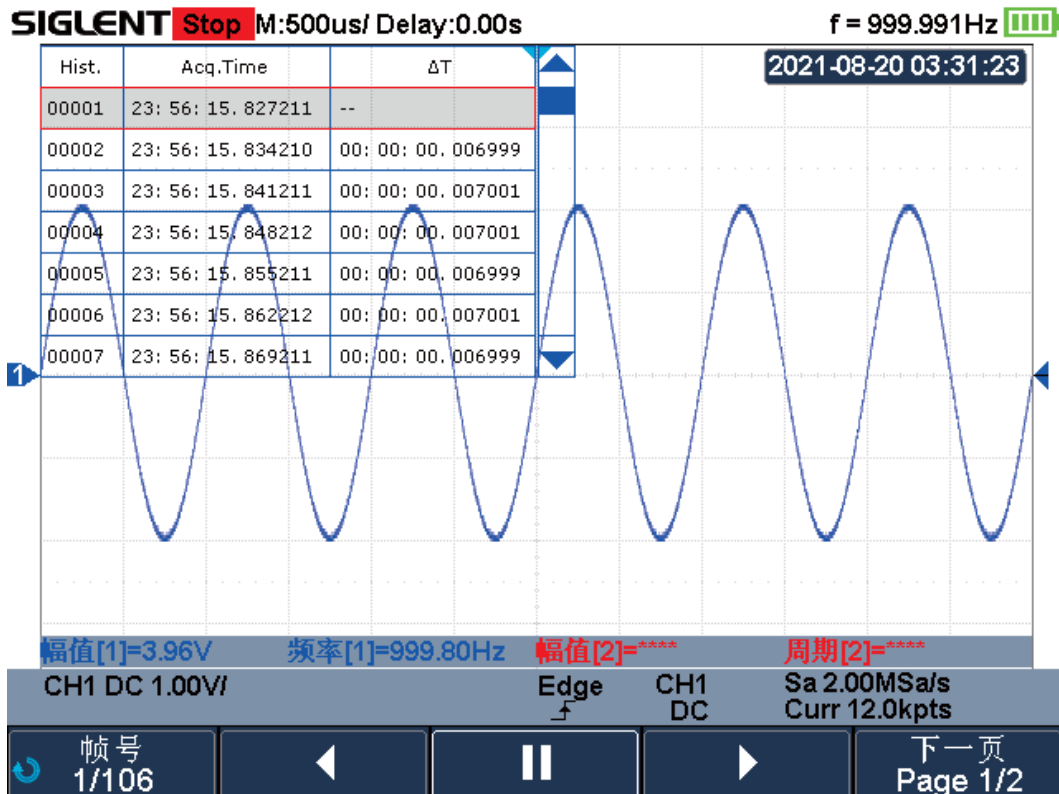 SIGLENT Stop M:500us/ Delay:0.00s f = 999.991Hz
2021-08-20 03:31:23
Hist. Acq.Time ΔT
00001 23: 56: 15. 827211 --
00002 23: 56: 15. 834210 00: 00: 00. 006999
00003 23: 56: 15. 841211 00: 00: 00. 007001
00004 23: 56: 15. 848212 00: 00: 00. 007001
00005 23: 56: 15. 855211 00: 00: 00. 006999
00006 23: 56: 15. 862212 00: 00: 00. 007001
00007 23: 56: 15. 869211 00: 00: 00. 006999
1
幅值[1]=3.96V 频率[1]=999.80Hz 幅值[2]=**** 周期[2]=****
CH1 DC 1.00V/ Edge CH1 Sa 2.00MSa/s
DC Curr 12.0kpts
帧号 下一页
1/106 Page 1/2